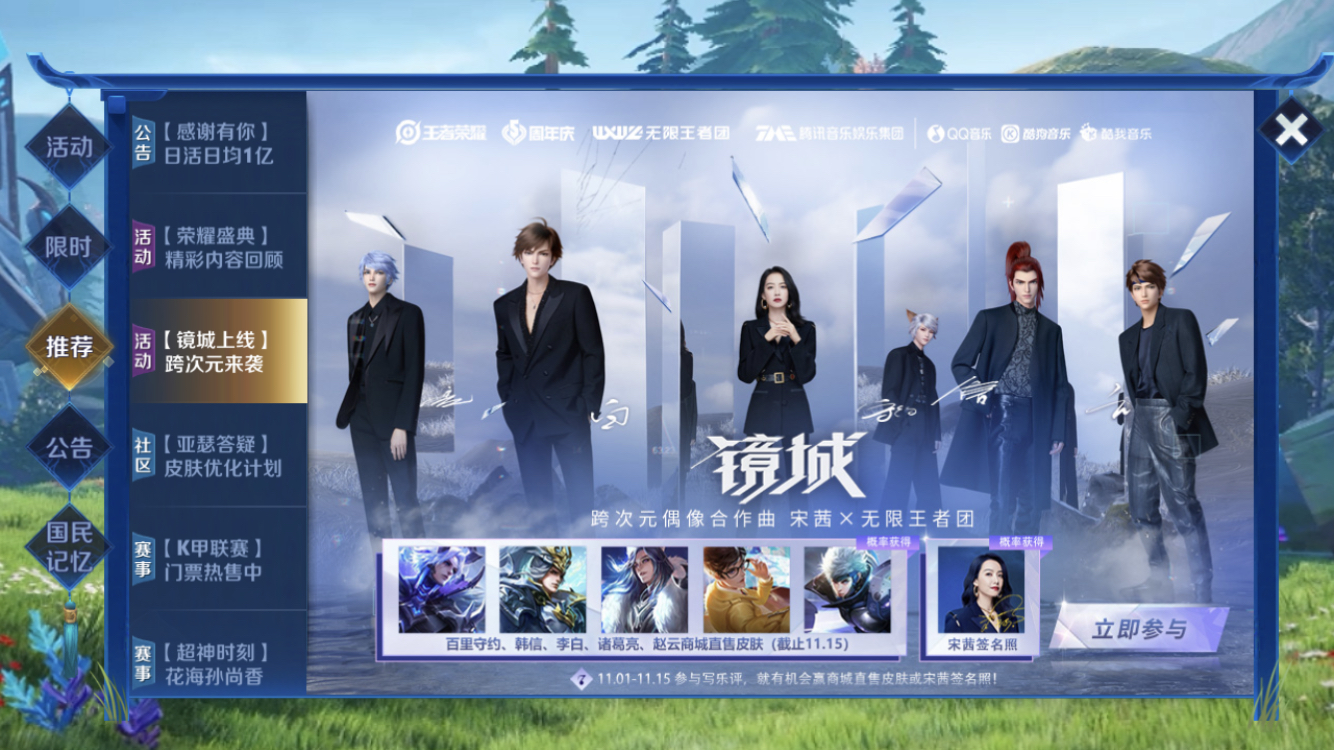 王者荣耀 5周年庆 无限王者团 TME腾讯音乐娱乐集团 QQ音乐 酷狗音乐 酷我音乐
活动
限时
推荐
公告
国民
记忆
公告
【感谢有你】
日活日均1亿
活动
【荣耀盛典】
精彩内容回顾
活动
【镜城上线】
跨次元来袭
社区
【亚瑟答疑】
皮肤优化计划
赛事
【K甲联赛】
门票热售中
赛事
【超神时刻】
花海孙尚香
镜城
跨次元偶像合作曲 宋茜×无限王者团
概率获得
概率获得
百里守约、韩信、李白、诸葛亮、赵云商城直售皮肤（截止11.15）
宋茜签名照
立即参与
11.01-11.15 参与写乐评，就有机会赢商城直售皮肤或宋茜签名照！